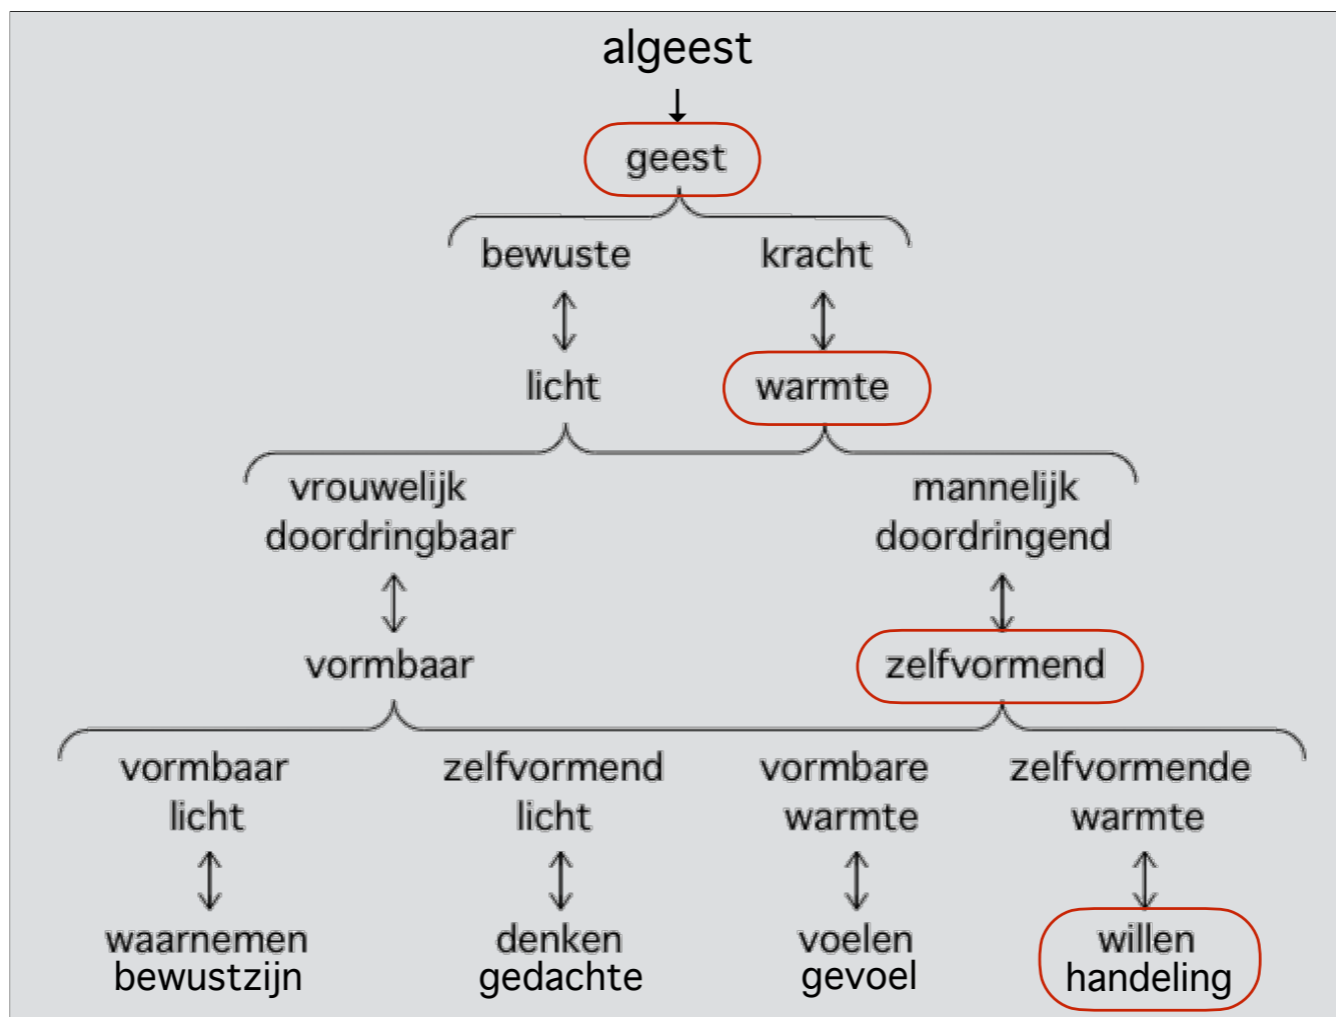 algeest
geest
bewuste kracht
licht warmte
vrouwelijk mannelijk
doordringbaar doordringend
vormbaar zelfvormend
vormbaar zelfvormend vormbare zelfvormende
licht licht warmte warmte
waarnemen denken voelen willen
bewustzijn gedachte gevoel handeling